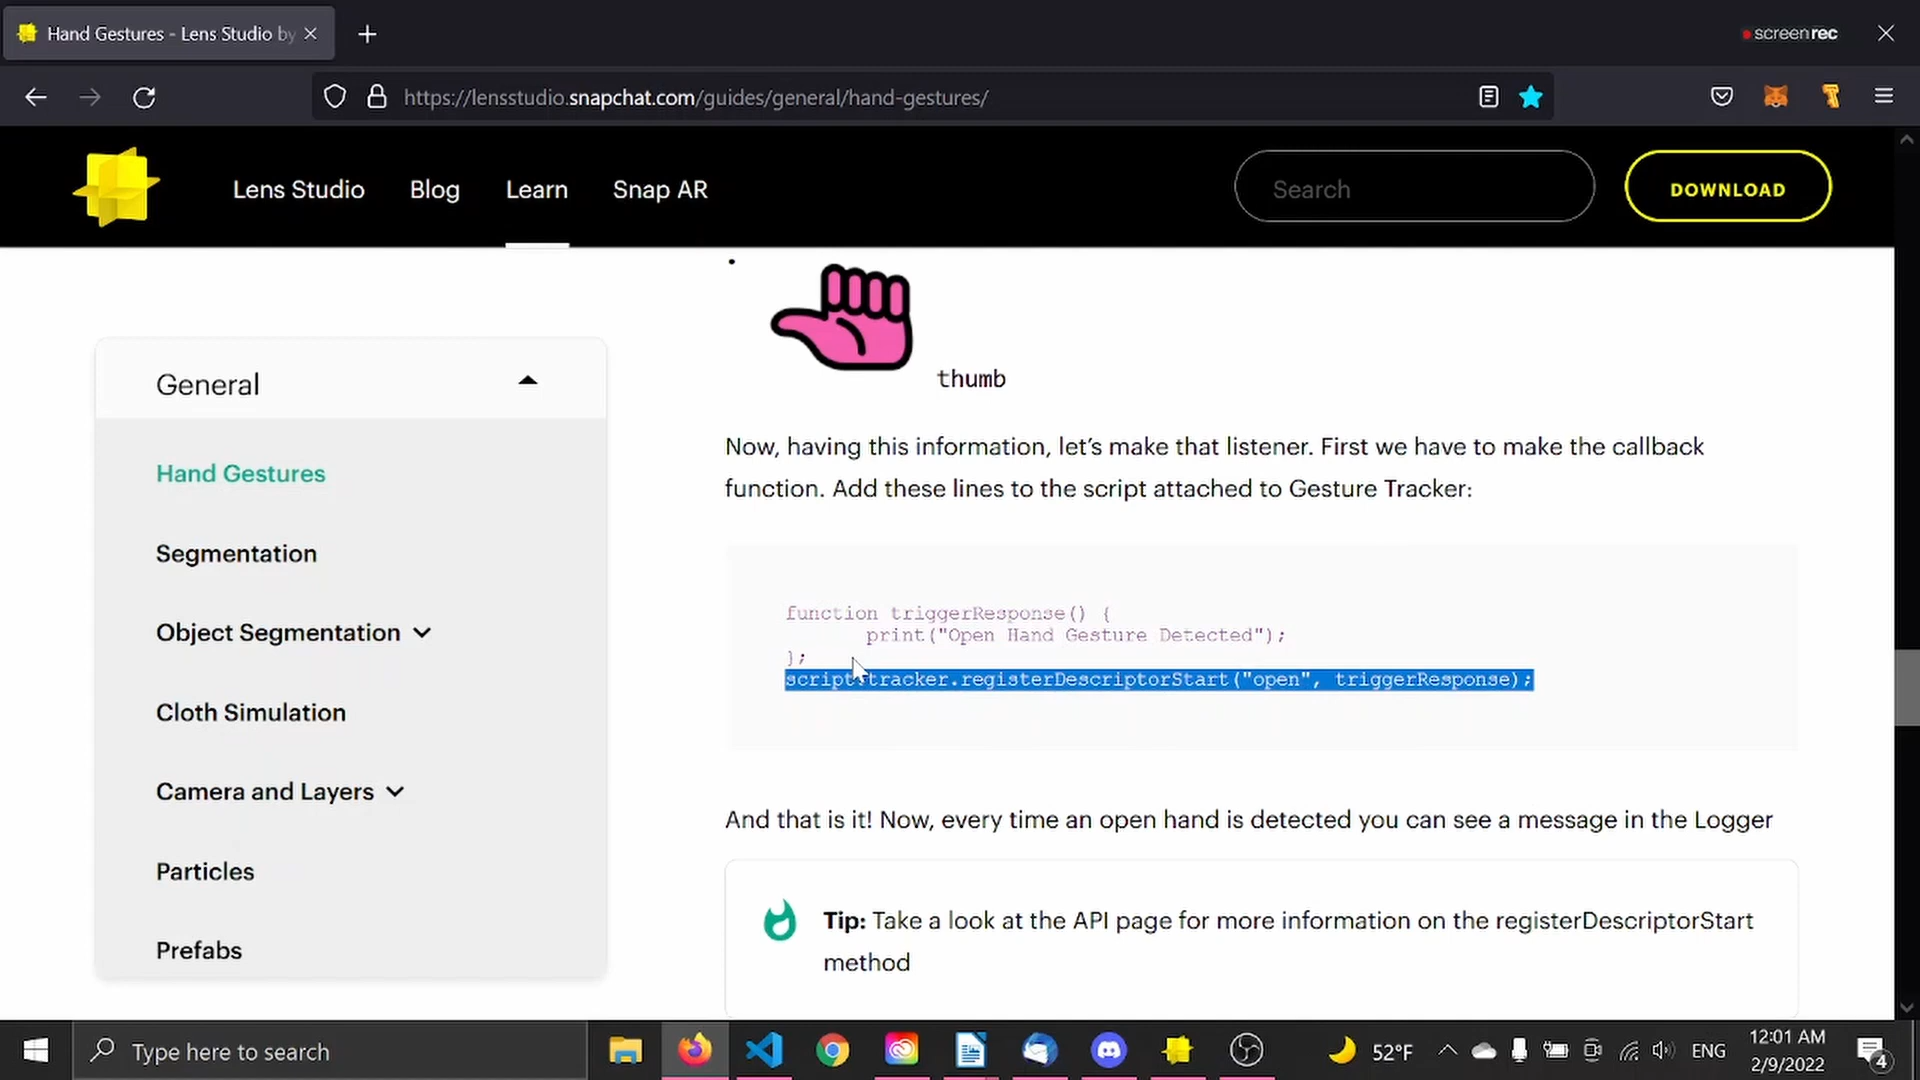 Hand Gestures - Lens Studio by
screenrec
https://lensstudio.snapchat.com/guides/general/hand-gestures/
Lens Studio
Blog
Learn
Snap AR
Search
DOWNLOAD
thumb
General
Hand Gestures
Segmentation
Object Segmentation
Cloth Simulation
Camera and Layers
Particles
Prefabs
Now, having this information, let’s make that listener. First we have to make the callback
function. Add these lines to the script attached to Gesture Tracker:
function triggerResponse() {
print("Open Hand Gesture Detected");
};
script.tracker.registerDescriptorStart("open", triggerResponse);
And that is it! Now, every time an open hand is detected you can see a message in the Logger
Tip: Take a look at the API page for more information on the registerDescriptorStart
method
Type here to search
52°F
ENG
12:01 AM
2/9/2022
4